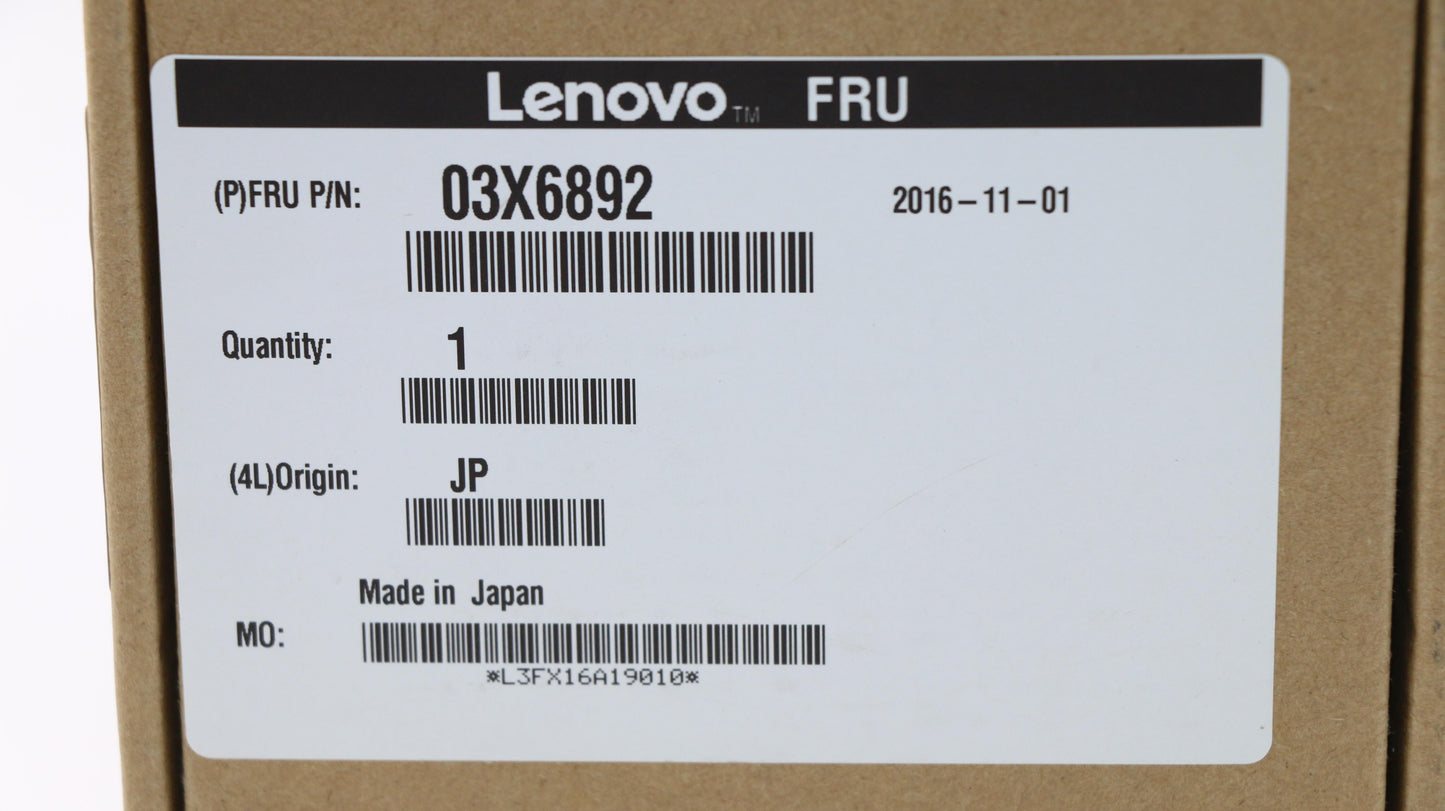 Lenovo™ FRU
(P)FRU P/N: 03X6892 2016-11-01
Quantity: 1
(4L)Origin: JP
Made in Japan
MO:
*L3FX16A19010*